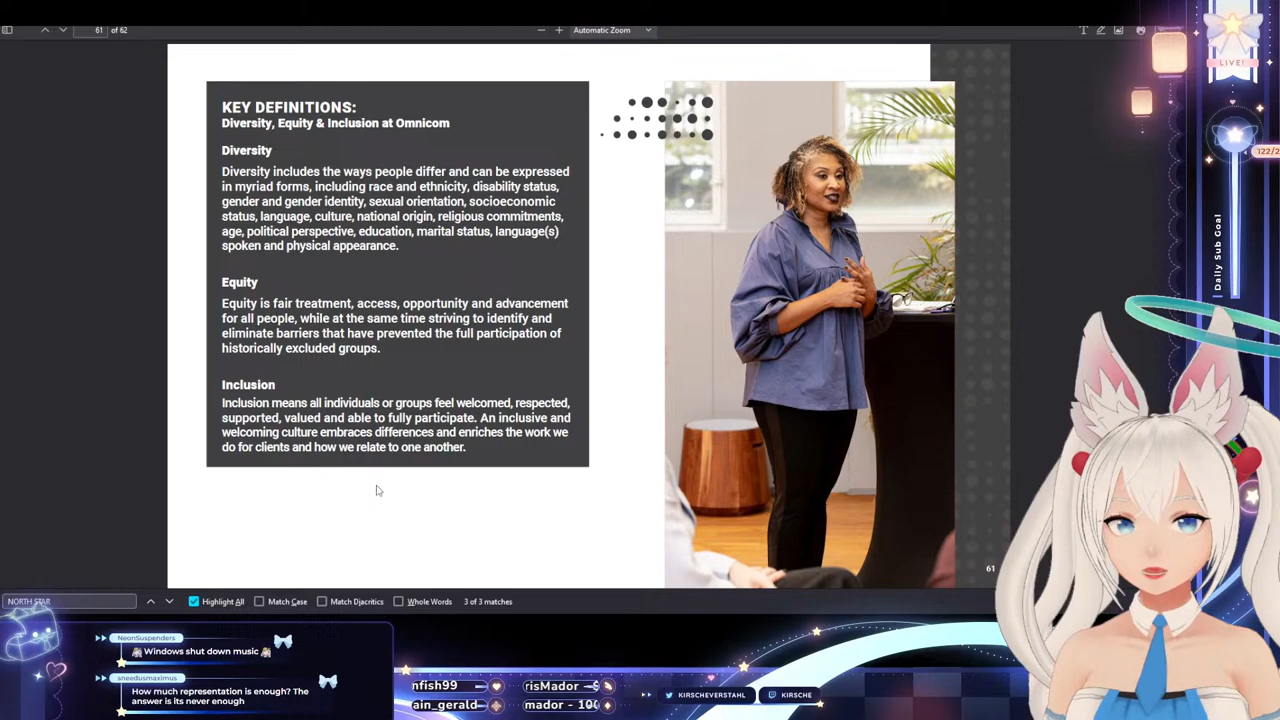 61 of 62
Automatic Zoom
LIVE!
KEY DEFINITIONS:
Diversity, Equity & Inclusion at Omnicom
Diversity
Diversity includes the ways people differ and can be expressed
in myriad forms, including race and ethnicity, disability status,
gender and gender identity, sexual orientation, socioeconomic
status, language, culture, national origin, religious commitments,
age, political perspective, education, marital status, language(s)
spoken and physical appearance.
Equity
Equity is fair treatment, access, opportunity and advancement
for all people, while at the same time striving to identify and
eliminate barriers that have prevented the full participation of
historically excluded groups.
Inclusion
Inclusion means all individuals or groups feel welcomed, respected,
supported, valued and able to fully participate. An inclusive and
welcoming culture embraces differences and enriches the work we
do for clients and how we relate to one another.
61
122/2
Daily Sub Goal
NORTH STAR
Highlight All
Match Case
Match Diacritics
Whole Words
3 of 3 matches
NeonSuspenders
Windows shut down music
sneedusmaximus
How much representation is enough? The
answer is its never enough
nfish99
risMador - $
ain_gerald
mador - 100
KIRSCHEVERSTAHL
KIRSCHE